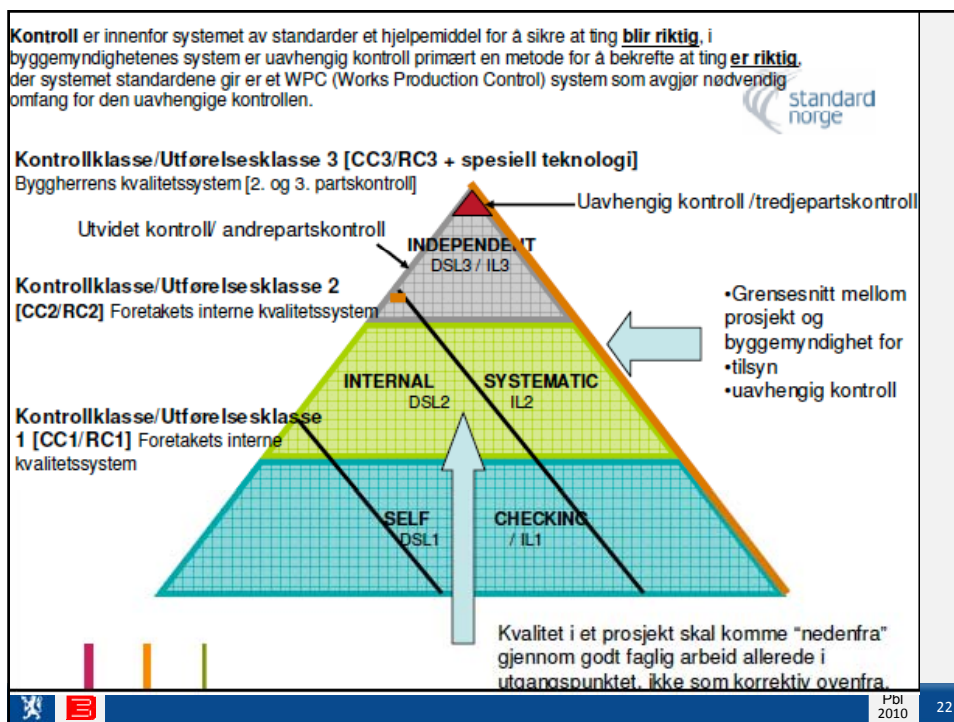 Kontroll er innenfor systemet av standarder et hjelpemiddel for å sikre at ting blir riktig, i
byggemyndighetenes system er uavhengig kontroll primært en metode for å bekrefte at ting er riktig,
der systemet standardene gir er et WPC (Works Production Control) system som avgjør nødvendig
omfang for den uavhengige kontrollen.
standard
norge
Kontrollklasse/Utførelsesklasse 3 [CC3/RC3 + spesiell teknologi]
Byggherrens kvalitetssystem [2. og 3. partskontroll]
Uavhengig kontroll /tredjepartskontroll
Utvidet kontroll/ andrepartskontroll
INDEPENDENT
DSL3 / IL3
Kontrollklasse/Utførelsesklasse 2
[CC2/RC2] Foretakets interne kvalitetssystem
•Grensesnitt mellom
prosjekt og
byggemyndighet for
•tilsyn
•uavhengig kontroll
INTERNAL SYSTEMATIC
DSL2 IL2
Kontrollklasse/Utførelsesklasse
1 [CC1/RC1] Foretakets interne
kvalitetssystem
SELF CHECKING
DSL1 / IL1
Kvalitet i et prosjekt skal komme “nedenfra”
gjennom godt faglig arbeid allerede i
utgangspunktet, ikke som korrektiv ovenfra.
Pbl
2010
22